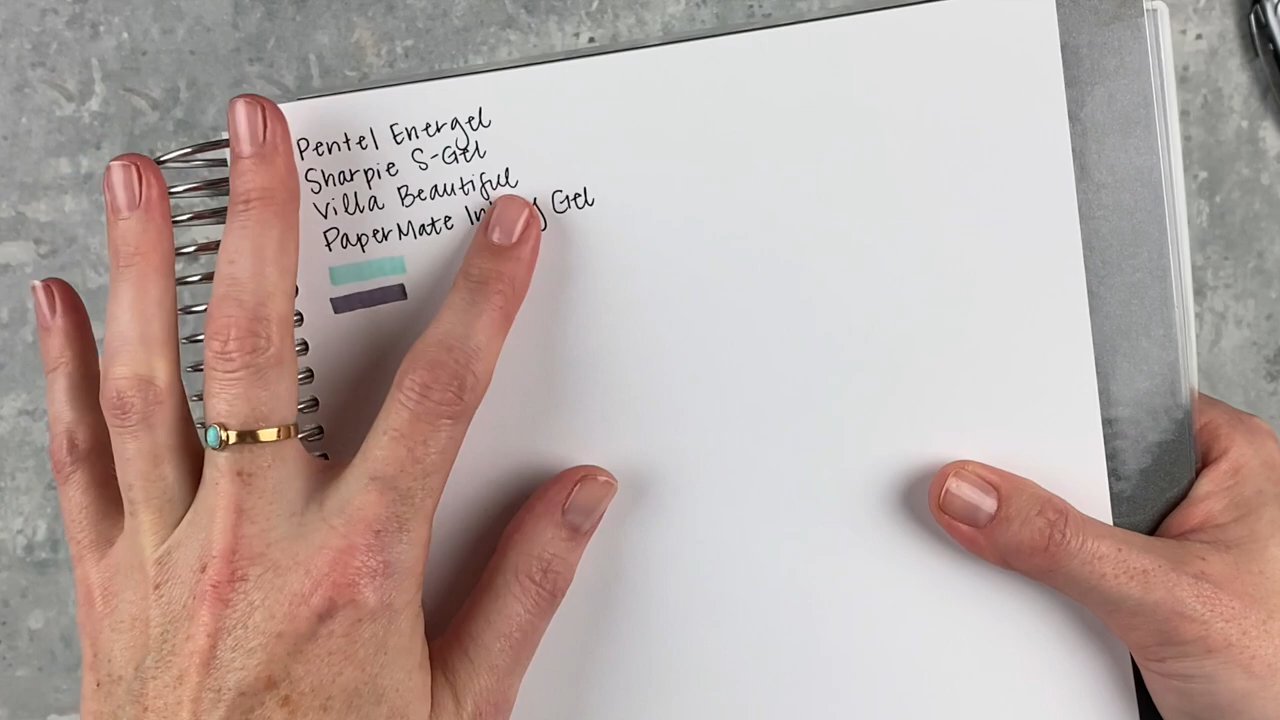 Pentel Energel
Sharpie S-Gel
Villa Beautiful
PaperMate Gel